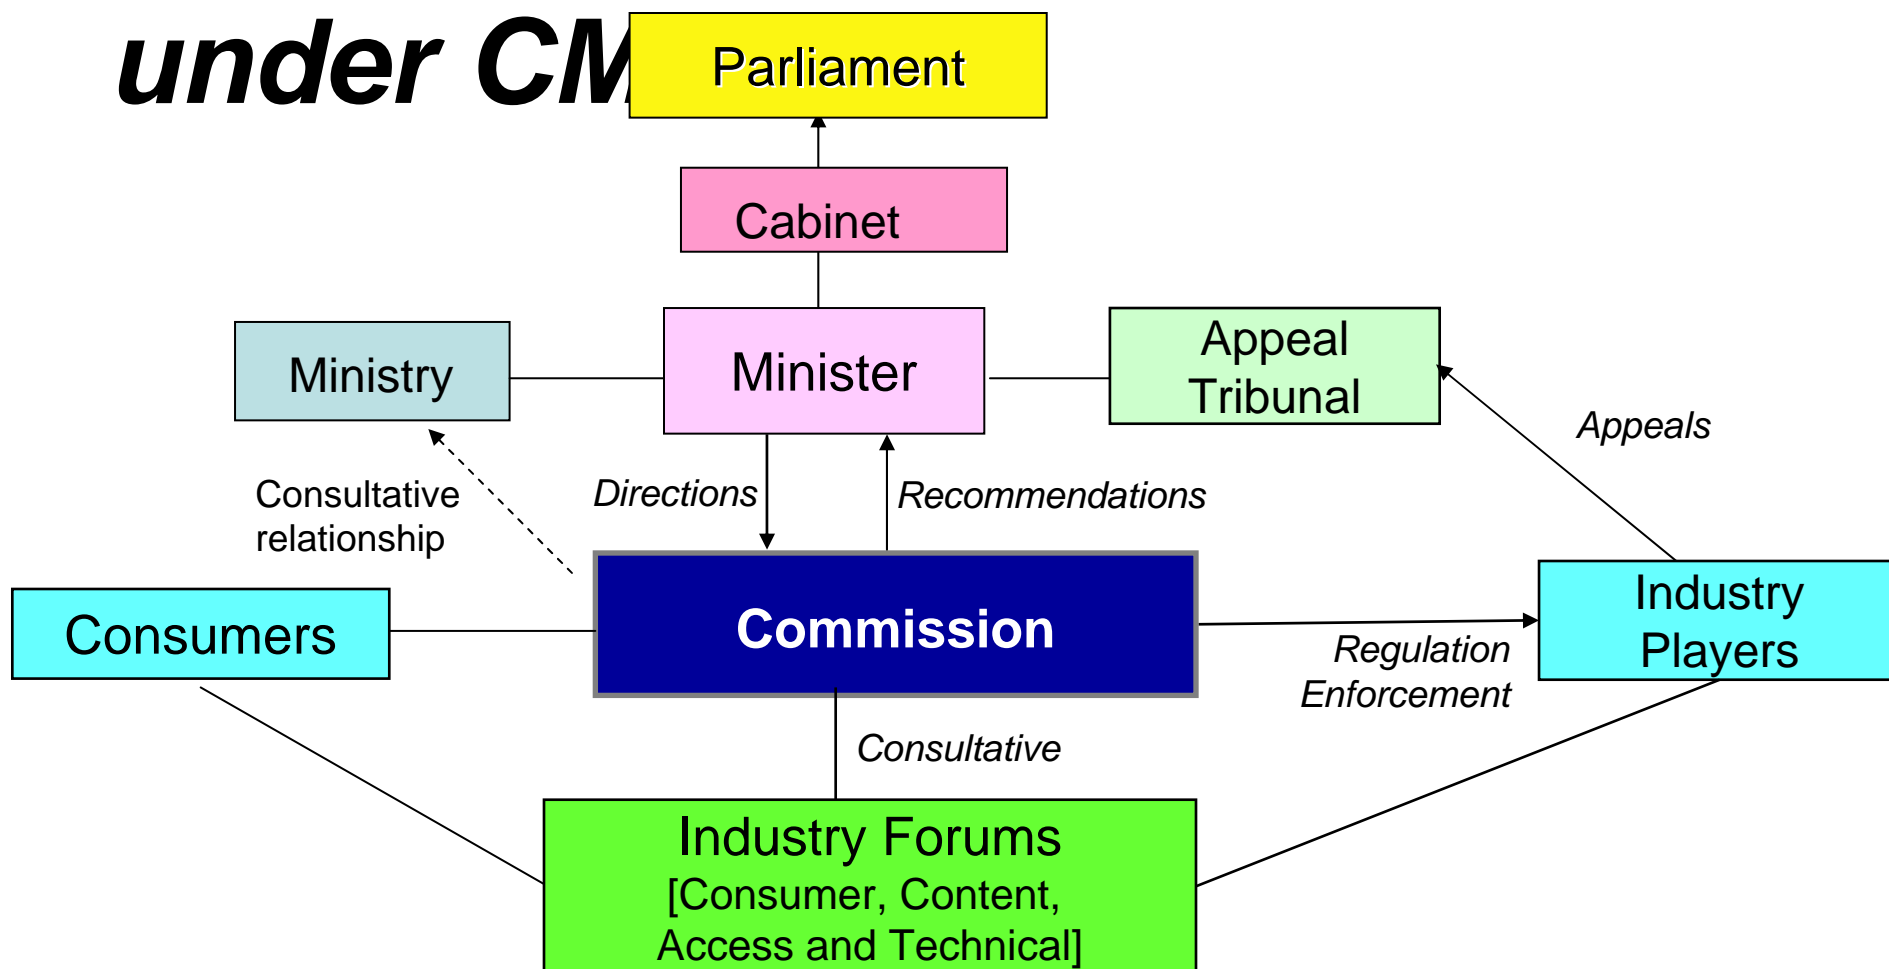 under CM
Parliament
Cabinet
Ministry
Minister
Appeal
Tribunal
Appeals
Consultative
relationship
Directions
Recommendations
Consumers
Commission
Industry
Players
Regulation
Enforcement
Consultative
Industry Forums
[Consumer, Content,
Access and Technical]